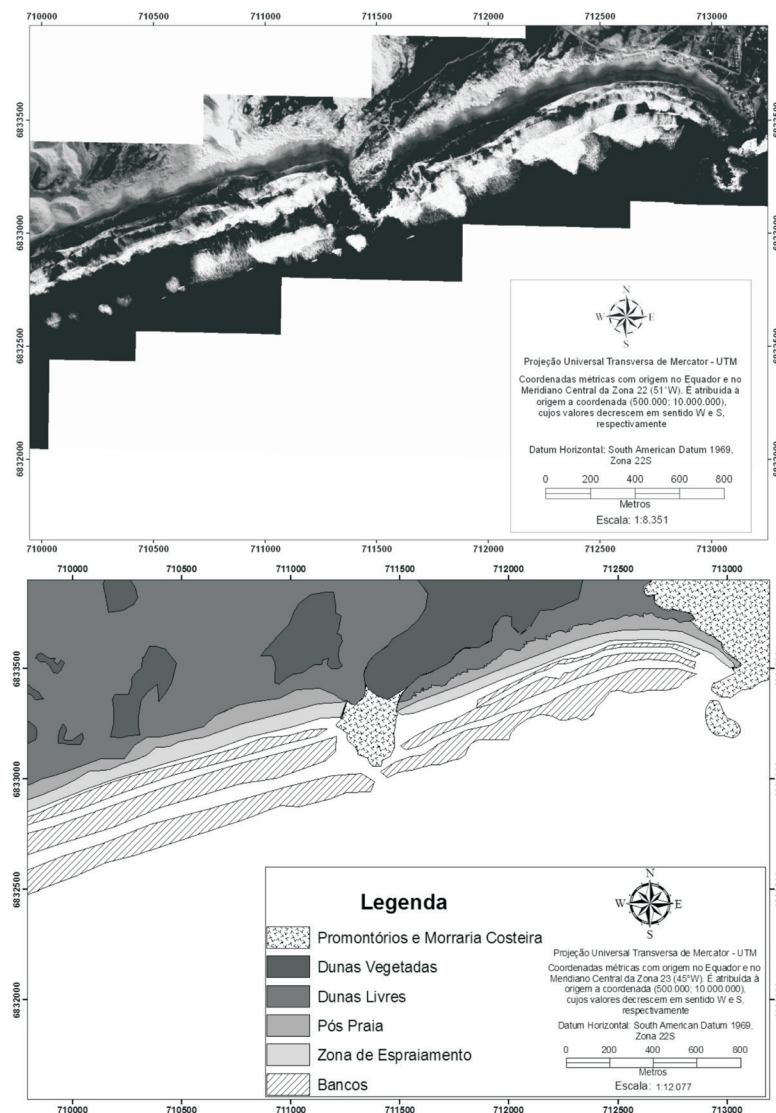 710000 710500 711000 711500 712000 712500 713000
6833500 6833500
6833000 6833000
6832500 6832500
6832000 6832000
N
W E
S
Projeção Universal Transversa de Mercator - UTM
Coordenadas métricas com origem no Equador e no
Meridiano Central da Zona 22 (51°W). É atribuída à
origem a coordenada (500.000; 10.000.000),
cujos valores decrescem em sentido W e S,
respectivamente
Datum Horizontal: South American Datum 1969,
Zona 22S
0 200 400 600 800
Metros
Escala: 1:8.351
710000 710500 711000 711500 712000 712500 713000
710000 710500 711000 711500 712000 712500 713000
6833500 6833500
6833000 6833000
6832500 6832500
6832000 6832000
Legenda
Promontórios e Morraria Costeira
Dunas Vegetadas
Dunas Livres
Pós Praia
Zona de Espraiamento
Bancos
N
W E
S
Projeção Universal Transversa de Mercator - UTM
Coordenadas métricas com origem no Equador e no
Meridiano Central da Zona 23 (45°W). É atribuída à
origem a coordenada (500.000; 10.000.000),
cujos valores decrescem em sentido W e S,
respectivamente
Datum Horizontal: South American Datum 1969,
Zona 22S
0 200 400 600 800
Metros
Escala: 1:12.077
710000 710500 711000 711500 712000 712500 713000